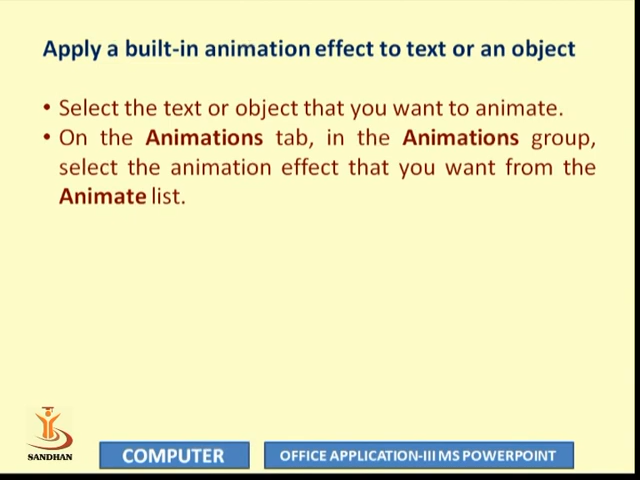 Apply a built-in animation effect to text or an object
• Select the text or object that you want to animate.
• On the Animations tab, in the Animations group,
select the animation effect that you want from the
Animate list.
SANDHAN
COMPUTER
OFFICE APPLICATION-III MS POWERPOINT